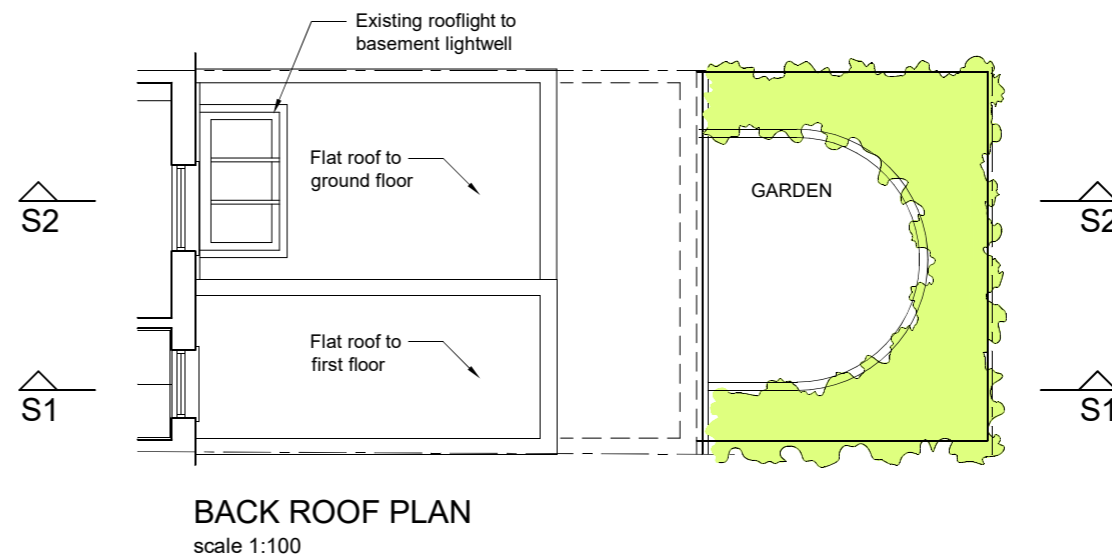 Existing rooflight to
basement lightwell
Flat roof to
ground floor
GARDEN
S2
S2
Flat roof to
first floor
S1
S1
BACK ROOF PLAN
scale 1:100